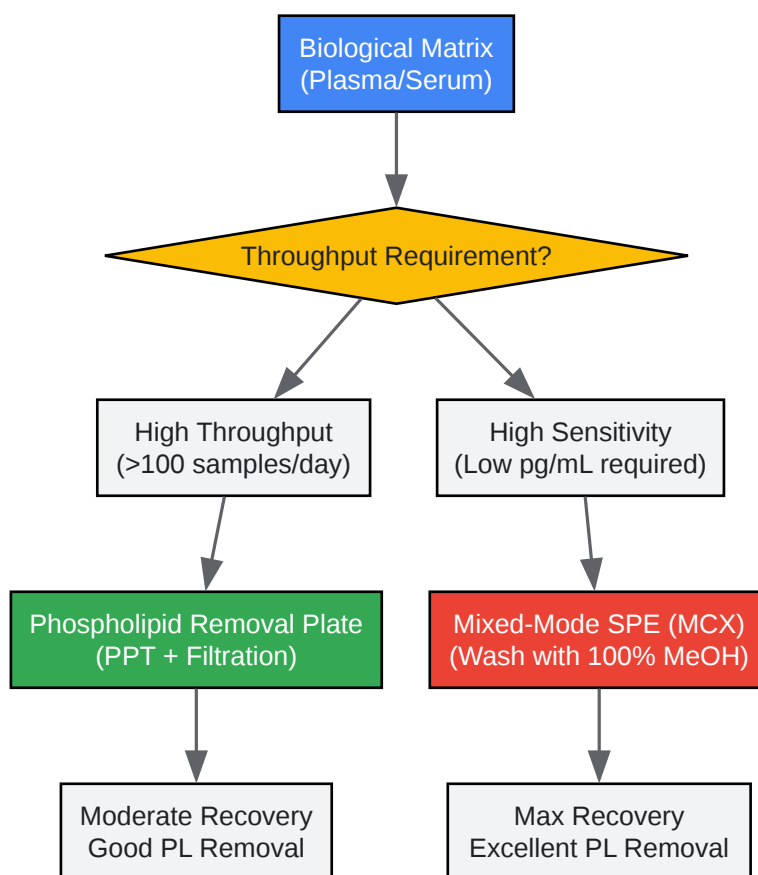 Biological Matrix
(Plasma/Serum)
Throughput Requirement?
High Throughput
(>100 samples/day)
High Sensitivity
(Low pg/mL required)
Phospholipid Removal Plate
(PPT + Filtration)
Mixed-Mode SPE (MCX)
(Wash with 100% MeOH)
Moderate Recovery
Good PL Removal
Max Recovery
Excellent PL Removal